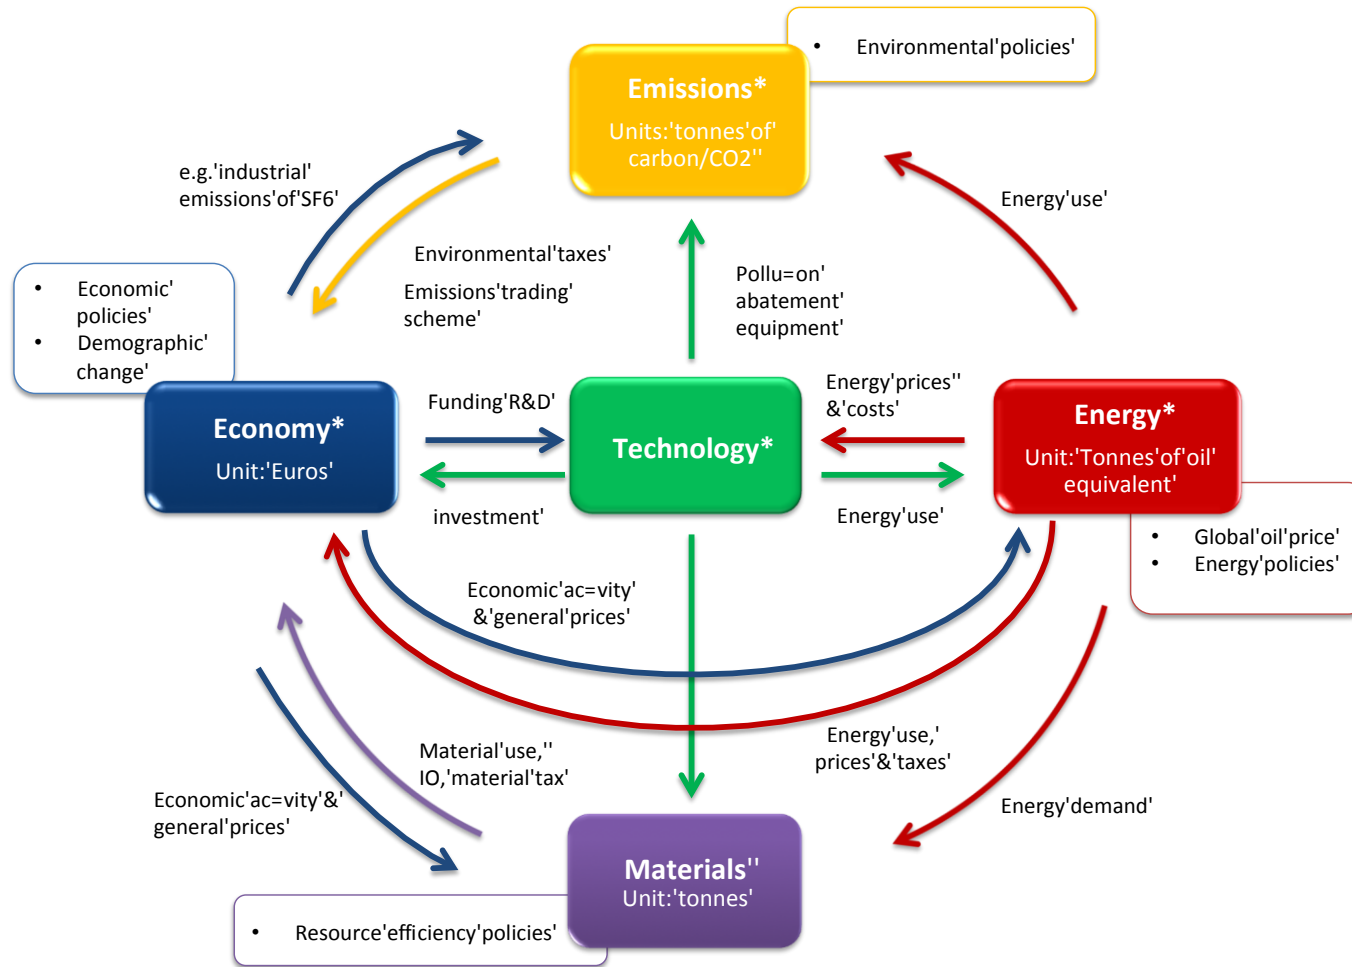 • Environmental'policies'
Emissions*
Units:'tonnes'of'
carbon/CO2''
e.g.'industrial'
emissions'of'SF6'
Energy'use'
Environmental'taxes'
Emissions'trading'
scheme'
Pollu=on'
abatement'
equipment'
• Economic'
policies'
• Demographic'
change'
Economy*
Unit:'Euros'
Funding'R&D'
investment'
Technology*
Energy'prices''
&'costs'
Energy'use'
Energy*
Unit:'Tonnes'of'oil'
equivalent'
• Global'oil'price'
• Energy'policies'
Economic'ac=vity'
&'general'prices'
Energy'use,'
prices'&'taxes'
Material'use,''
IO,'material'tax'
Economic'ac=vity'&'
general'prices'
Energy'demand'
Materials''
Unit:'tonnes'
• Resource'efficiency'policies'